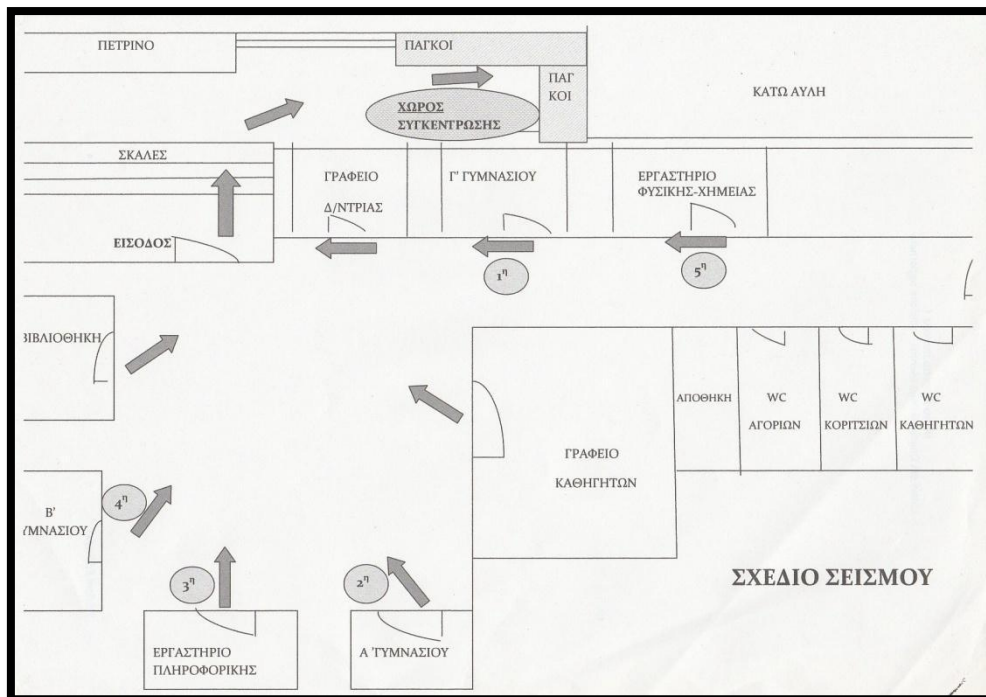 ΠΕΤΡΙΝΟ
ΠΑΓΚΟΙ
ΠΑΓ
ΚΟΙ
ΚΑΤΩ ΑΥΛΗ
ΧΩΡΟΣ
ΣΥΓΚΕΝΤΡΩΣΗΣ
ΣΚΑΛΕΣ
ΓΡΑΦΕΙΟ
Δ/ΝΤΡΙΑΣ
Γ' ΓΥΜΝΑΣΙΟΥ
ΕΡΓΑΣΤΗΡΙΟ
ΦΥΣΙΚΗΣ-ΧΗΜΕΙΑΣ
ΕΙΣΟΔΟΣ
1η
5η
ΒΙΒΛΙΟΘΗΚΗ
ΑΠΟΘΗΚΗ
WC
ΑΓΟΡΙΩΝ
WC
ΚΟΡΙΤΣΙΩΝ
WC
ΚΑΘΗΓΗΤΩΝ
ΓΡΑΦΕΙΟ
ΚΑΘΗΓΗΤΩΝ
4η
Β'
ΥΜΝΑΣΙΟΥ
3η
2η
ΣΧΕΔΙΟ ΣΕΙΣΜΟΥ
ΕΡΓΑΣΤΗΡΙΟ
ΠΛΗΡΟΦΟΡΙΚΗΣ
Α 'ΓΥΜΝΑΣΙΟΥ